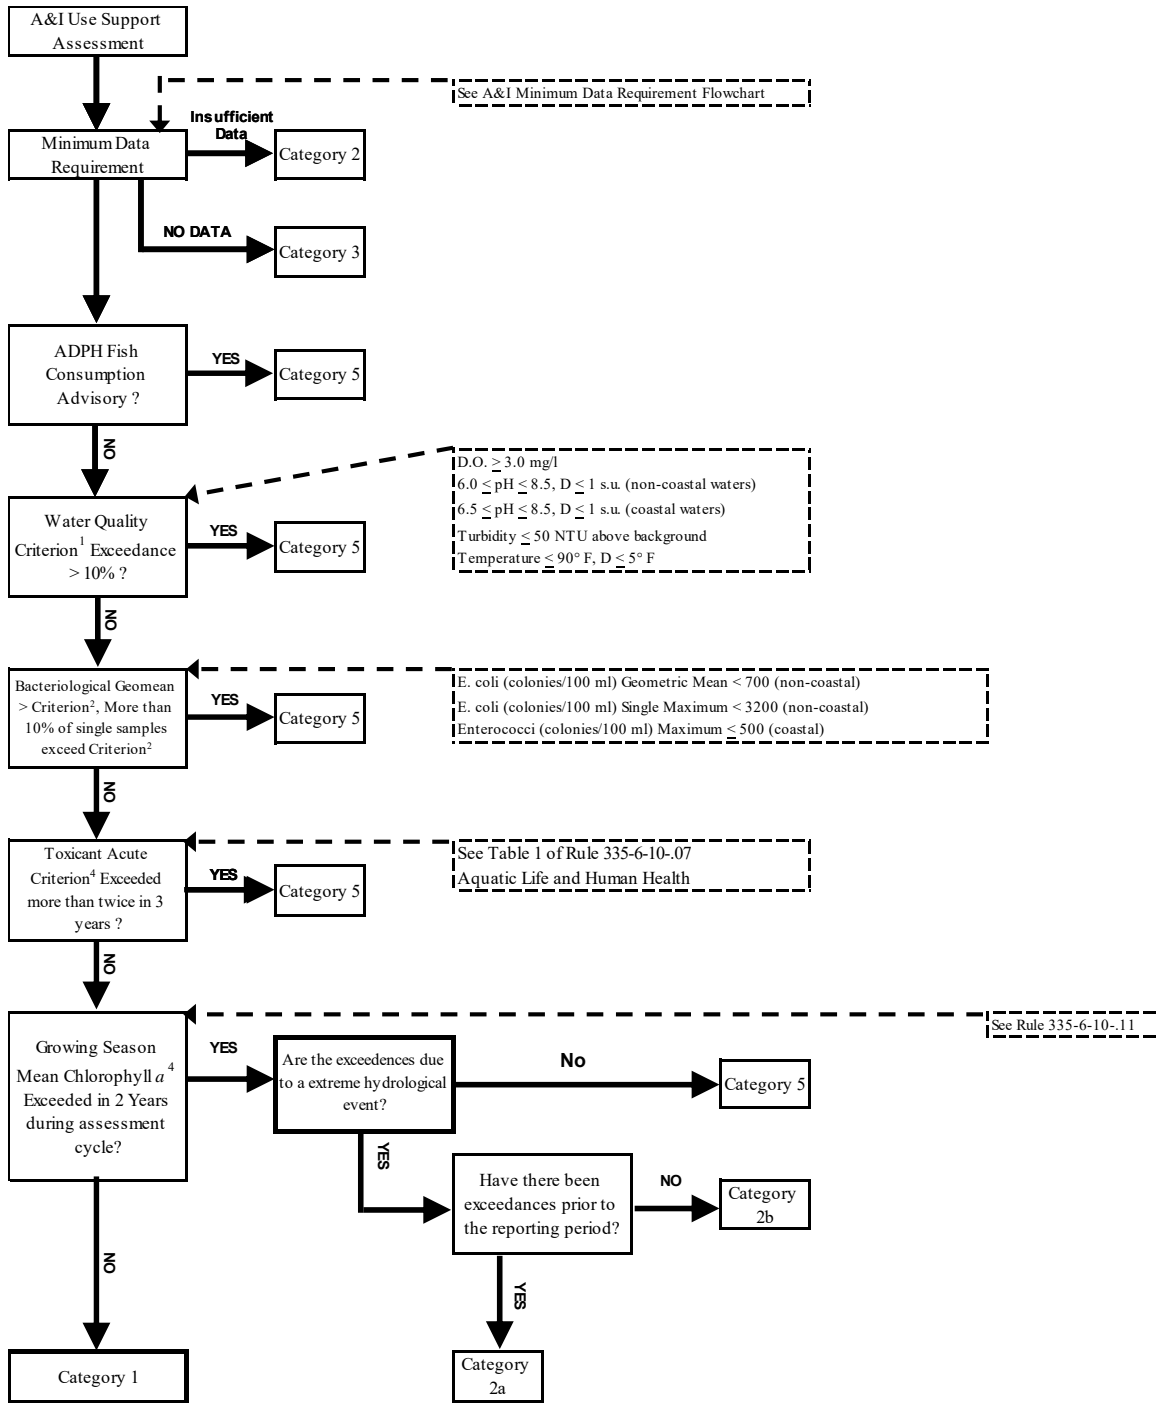 A&I Use Support
Assessment
See A&I Minimum Data Requirement Flowchart
Insufficient
Data
Minimum Data
Requirement
Category 2
NO DATA
Category 3
ADPH Fish
Consumption
Advisory ?
YES
Category 5
NO
D.O. ≥ 3.0 mg/l
6.0 ≤ pH ≤ 8.5, D ≤ 1 s.u. (non-coastal waters)
6.5 ≤ pH ≤ 8.5, D ≤ 1 s.u. (coastal waters)
Turbidity ≤ 50 NTU above background
Temperature ≤ 90° F, D ≤ 5° F
Water Quality
Criterion¹ Exceedance
> 10% ?
YES
Category 5
NO
Bacteriological Geomean
> Criterion², More than
10% of single samples
exceed Criterion²
YES
Category 5
E. coli (colonies/100 ml) Geometric Mean < 700 (non-coastal)
E. coli (colonies/100 ml) Single Maximum < 3200 (non-coastal)
Enterococci (colonies/100 ml) Maximum ≤ 500 (coastal)
NO
Toxicant Acute
Criterion⁴ Exceeded
more than twice in 3
years ?
YES
Category 5
See Table 1 of Rule 335-6-10-.07
Aquatic Life and Human Health
NO
See Rule 335-6-10-.11
Growing Season
Mean Chlorophyll a ⁴
Exceeded in 2 Years
during assessment
cycle?
YES
Are the exceedences due
to a extreme hydrological
event?
No
Category 5
YES
Have there been
exceedances prior to
the reporting period?
NO
Category
2b
NO
YES
Category 1
Category
2a